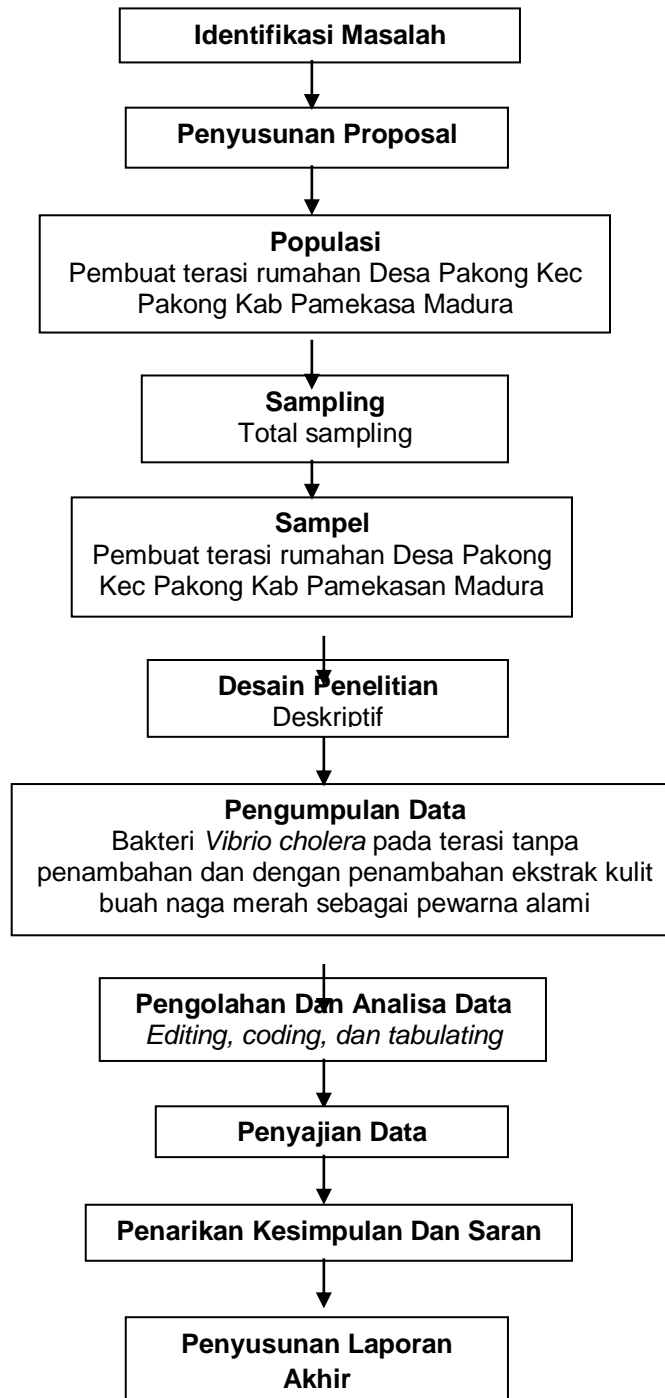 Identifikasi Masalah
Penyusunan Proposal
Populasi
Pembuat terasi rumahan Desa Pakong Kec
Pakong Kab Pamekasa Madura
Sampling
Total sampling
Sampel
Pembuat terasi rumahan Desa Pakong
Kec Pakong Kab Pamekasan Madura
Desain Penelitian
Deskriptif
Pengumpulan Data
Bakteri Vibrio cholera pada terasi tanpa
penambahan dan dengan penambahan ekstrak kulit
buah naga merah sebagai pewarna alami
Pengolahan Dan Analisa Data
Editing, coding, dan tabulating
Penyajian Data
Penarikan Kesimpulan Dan Saran
Penyusunan Laporan
Akhir